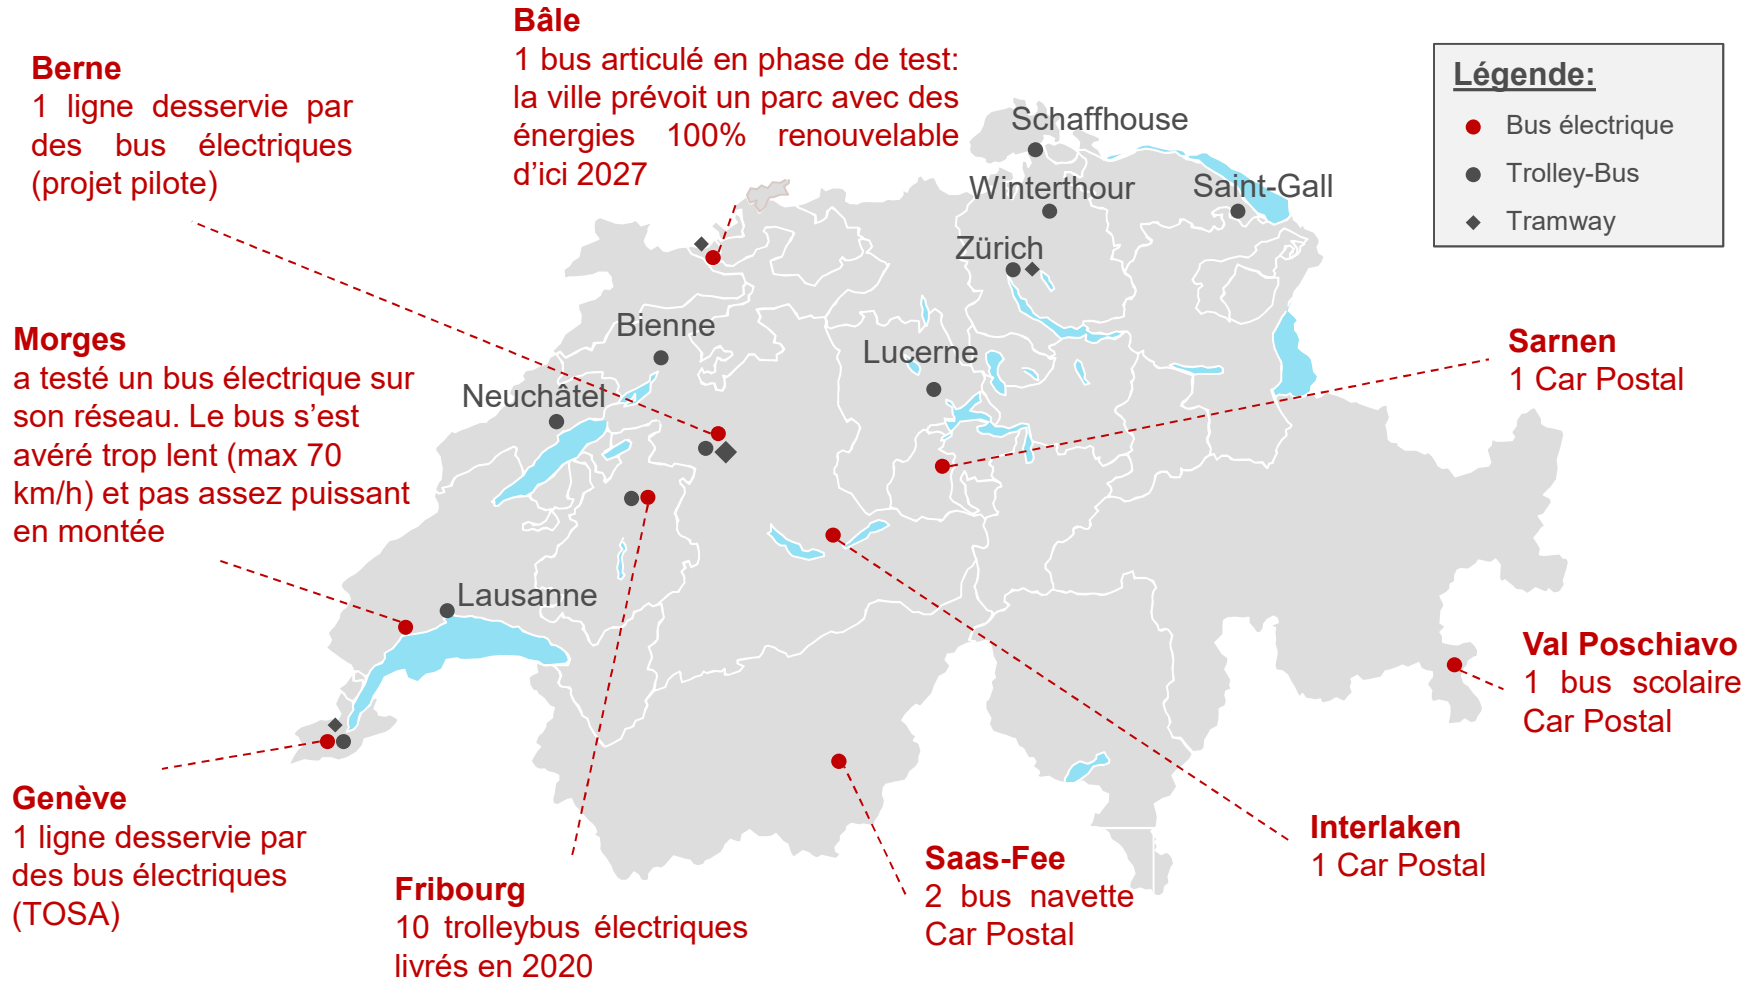 Bâle
1 bus articulé en phase de test:
la ville prévoit un parc avec des
énergies 100% renouvelable
d’ici 2027
Berne
1 ligne desservie par
des bus électriques
(projet pilote)
Légende:
Bus électrique
Trolley-Bus
Tramway
Schaffhouse
Winterthour
Saint-Gall
Zürich
Bienne
Lucerne
Neuchâtel
Morges
a testé un bus électrique sur
son réseau. Le bus s’est
avéré trop lent (max 70
km/h) et pas assez puissant
en montée
Sarnen
1 Car Postal
Lausanne
Val Poschiavo
1 bus scolaire
Car Postal
Genève
1 ligne desservie par
des bus électriques
(TOSA)
Fribourg
10 trolleybus électriques
livrés en 2020
Saas-Fee
2 bus navette
Car Postal
Interlaken
1 Car Postal